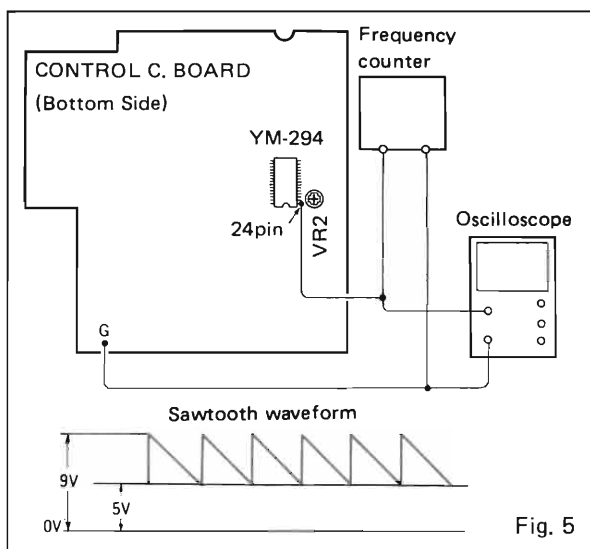 Frequency
counter
CONTROL C. BOARD
(Bottom Side)
YM-294
24pin
VR2
Oscilloscope
G
Sawtooth waveform
9V
5V
0V
Fig. 5